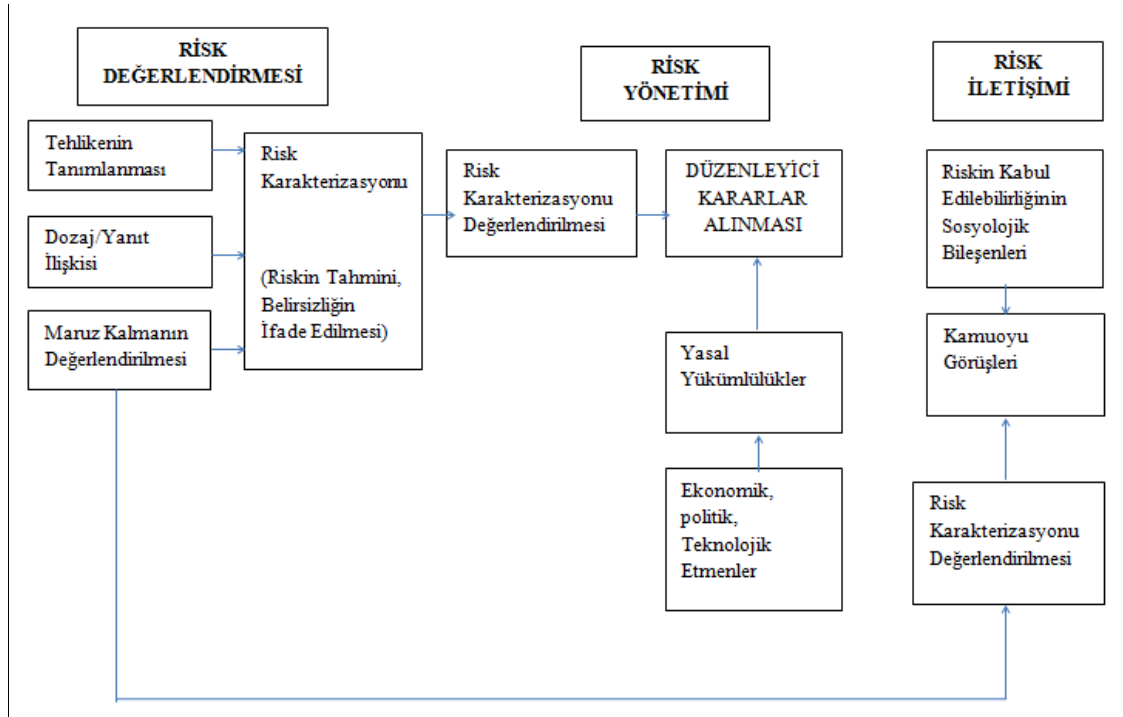 RİSK
DEĞERLENDİRMESİ
RİSK
YÖNETİMİ
RİSK
İLETİŞİMİ
Tehlikenin
Tanımlanması
Dozaj/Yanıt
İlişkisi
Maruz Kalmanın
Değerlendirilmesi
Risk
Karakterizasyonu
(Riskin Tahmini,
Belirsizliğin
İfade Edilmesi)
Risk
Karakterizasyonu
Değerlendirilmesi
DÜZENLEYİCİ
KARARLAR
ALINMASI
Yasal
Yükümlülükler
Ekonomik,
politik,
Teknolojik
Etmenler
Riskin Kabul
Edilebilirliğinin
Sosyolojik
Bileşenleri
Kamuoyu
Görüşleri
Risk
Karakterizasyonu
Değerlendirilmesi